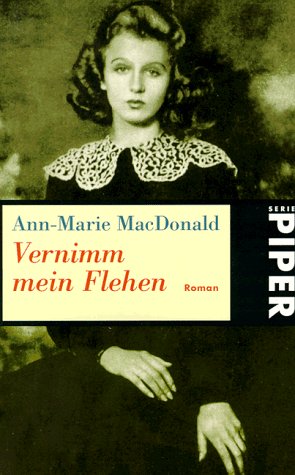 Ann-Marie MacDonald
Vernimm
mein Flehen
Roman
SERIE
PIPER